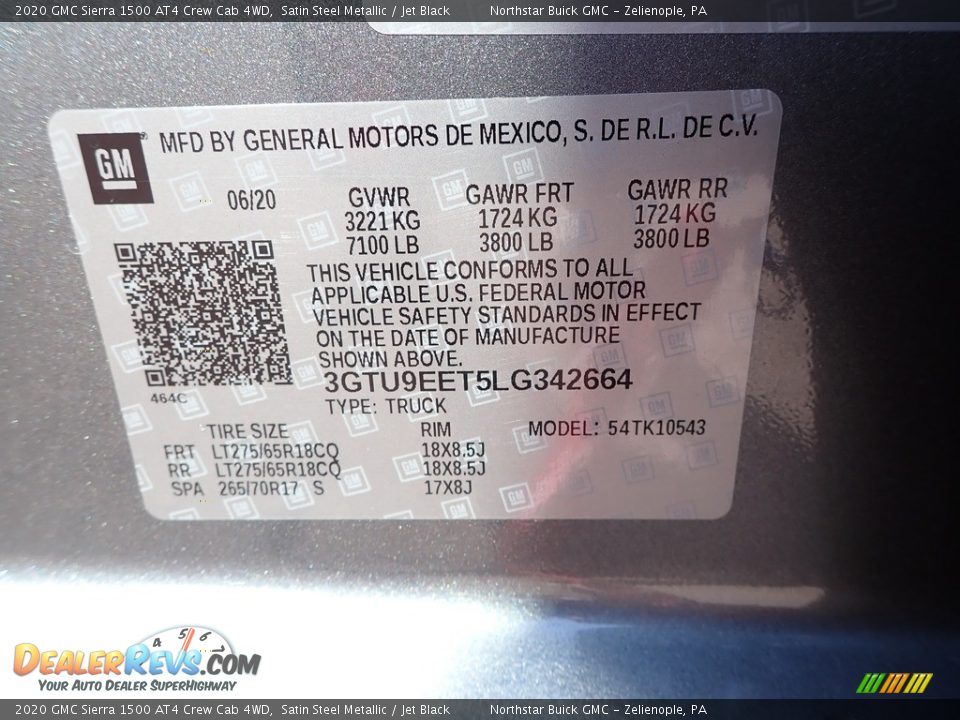 2020 GMC Sierra 1500 AT4 Crew Cab 4WD, Satin Steel Metallic / Jet Black Northstar Buick GMC - Zelienople, PA
GM MFD BY GENERAL MOTORS DE MEXICO, S. DE R.L. DE C.V.
06/20 GVWR GAWR FRT GAWR RR
3221 KG 1724 KG 1724 KG
7100 LB 3800 LB 3800 LB
THIS VEHICLE CONFORMS TO ALL
APPLICABLE U.S. FEDERAL MOTOR
VEHICLE SAFETY STANDARDS IN EFFECT
ON THE DATE OF MANUFACTURE
SHOWN ABOVE.
3GTU9EET5LG342664
464C
TYPE: TRUCK
TIRE SIZE RIM MODEL: 54TK10543
FRT LT275/65R18CQ 18X8.5J
RR LT275/65R18CQ 18X8.5J
SPA 265/70R17 S 17X8J
4 5 6
DEALERREVS.COM
YOUR AUTO DEALER SUPERHIGHWAY
2020 GMC Sierra 1500 AT4 Crew Cab 4WD, Satin Steel Metallic / Jet Black Northstar Buick GMC - Zelienople, PA